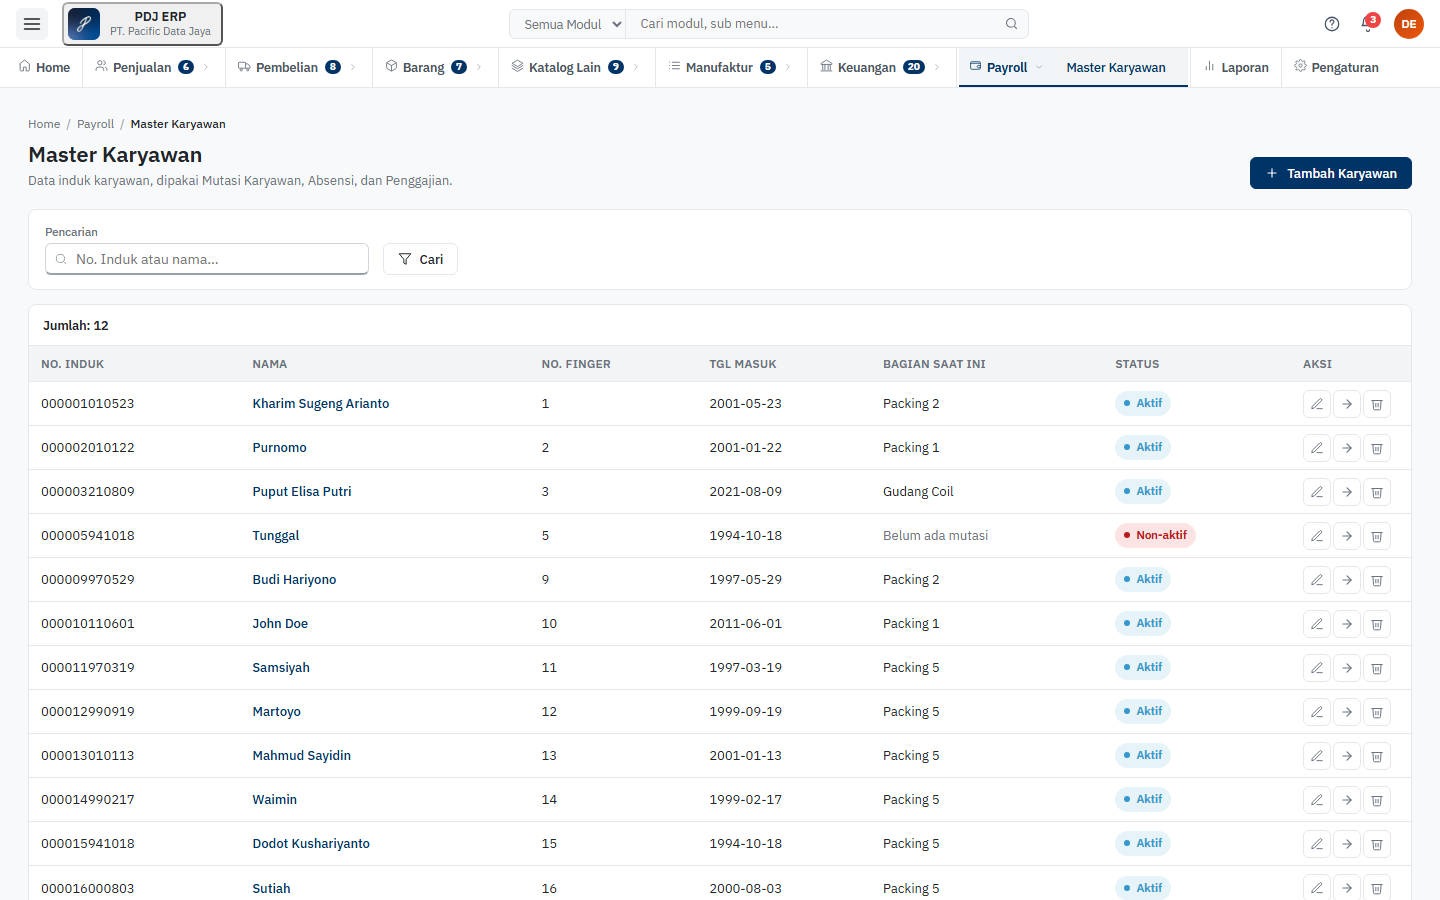 PDJ ERP
PT. Pacific Data Jaya
Semua Modul
Cari modul, sub menu...
3
DE
Home
Penjualan 6
Pembelian 8
Barang 7
Katalog Lain 9
Manufaktur 5
Keuangan 20
Payroll
Master Karyawan
Laporan
Pengaturan
Home / Payroll / Master Karyawan
Master Karyawan
Data induk karyawan, dipakai Mutasi Karyawan, Absensi, dan Penggajian.
Tambah Karyawan
Pencarian
No. Induk atau nama...
Cari
Jumlah: 12
NO. INDUK NAMA NO. FINGER TGL MASUK BAGIAN SAAT INI STATUS AKSI
000001010523 Kharim Sugeng Arianto 1 2001-05-23 Packing 2 Aktif
000002010122 Purnomo 2 2001-01-22 Packing 1 Aktif
000003210809 Puput Elisa Putri 3 2021-08-09 Gudang Coil Aktif
000005941018 Tunggal 5 1994-10-18 Belum ada mutasi Non-aktif
000009970529 Budi Hariyono 9 1997-05-29 Packing 2 Aktif
000010110601 John Doe 10 2011-06-01 Packing 1 Aktif
000011970319 Samsiyah 11 1997-03-19 Packing 5 Aktif
000012990919 Martoyo 12 1999-09-19 Packing 5 Aktif
000013010113 Mahmud Sayidin 13 2001-01-13 Packing 5 Aktif
000014990217 Waimin 14 1999-02-17 Packing 5 Aktif
000015941018 Dodot Kushariyanto 15 1994-10-18 Packing 5 Aktif
000016000803 Sutiah 16 2000-08-03 Packing 5 Aktif